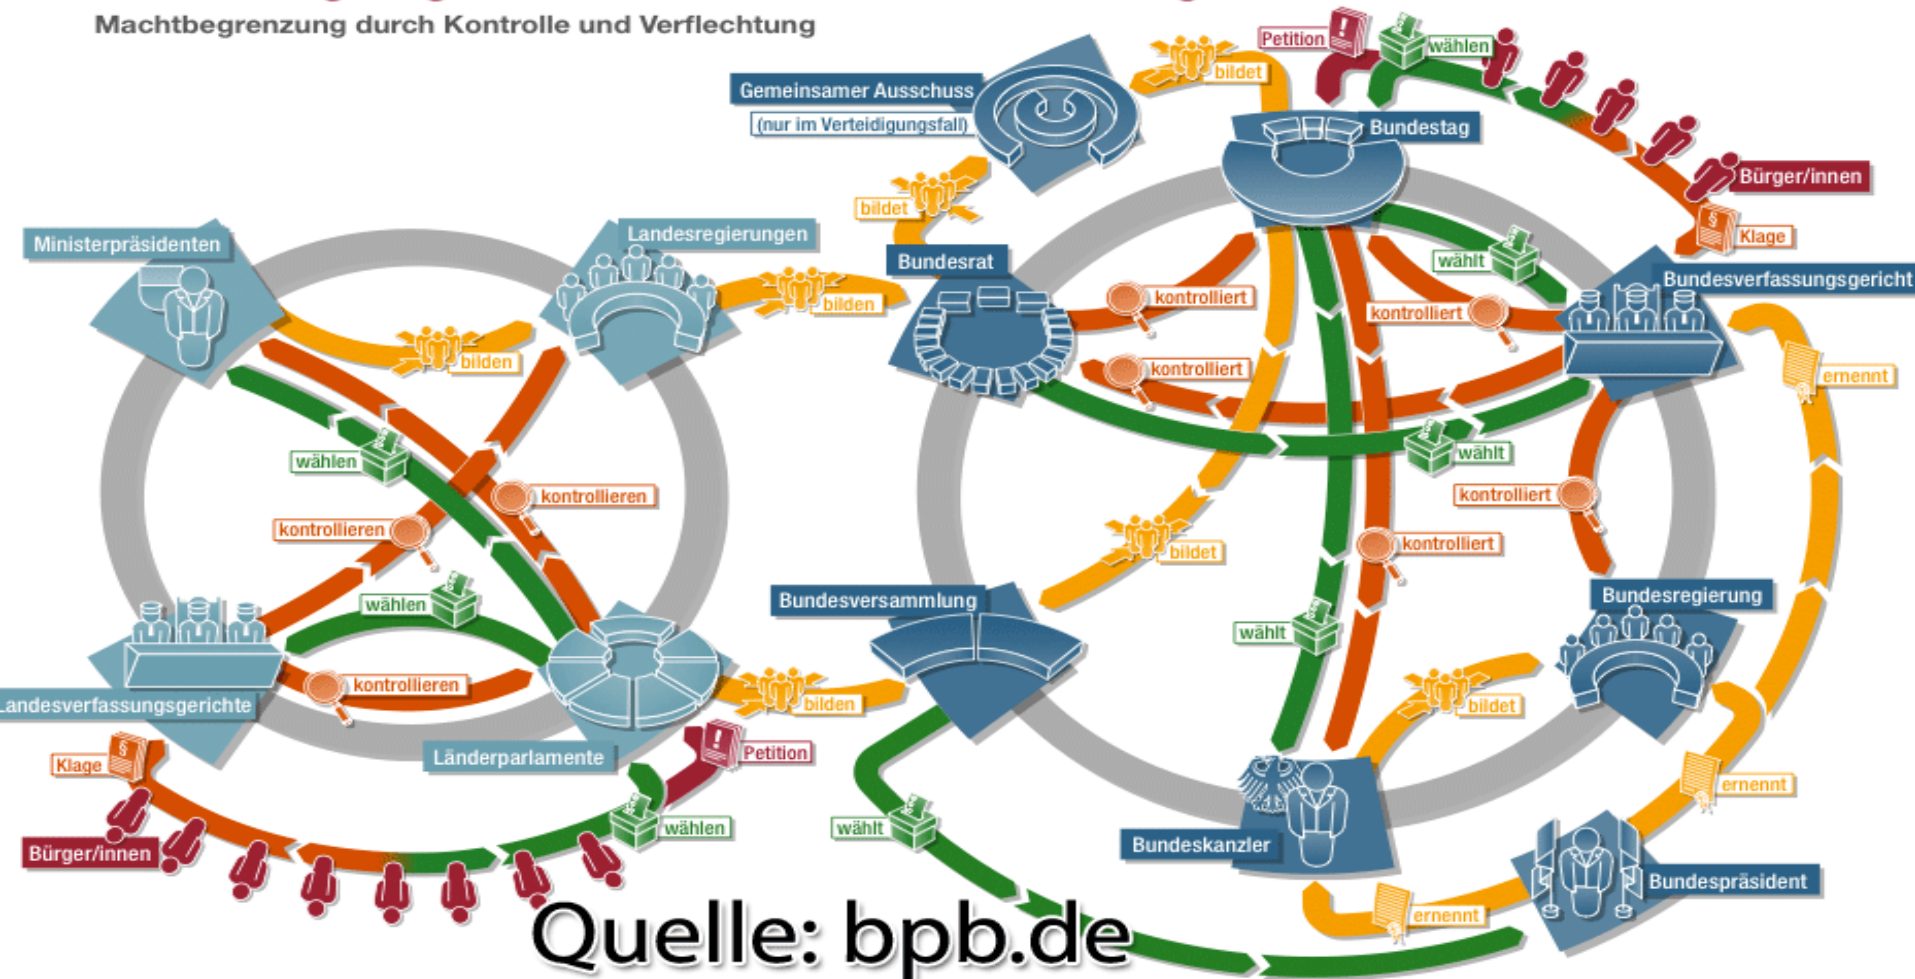 Machtbegrenzung durch Kontrolle und Verflechtung
Petition
wählen
bildet
Gemeinsamer Ausschuss
(nur im Verteidigungsfall)
Bundestag
Bürger/innen
bildet
Klage
Ministerpräsidenten
Landesregierungen
Bundesrat
wählt
Bundesverfassungsgericht
bilden
kontrolliert
kontrolliert
bilden
kontrolliert
ernennt
wählen
wählt
kontrollieren
kontrolliert
kontrollieren
kontrolliert
bildet
wählen
Bundesversammlung
Bundesregierung
wählt
kontrollieren
Landesverfassungsgerichte
bilden
bildet
Klage
Länderparlamente
Petition
ernennt
wählen
wählt
Bürger/innen
Bundeskanzler
Bundespräsident
ernennt
Quelle: bpb.de